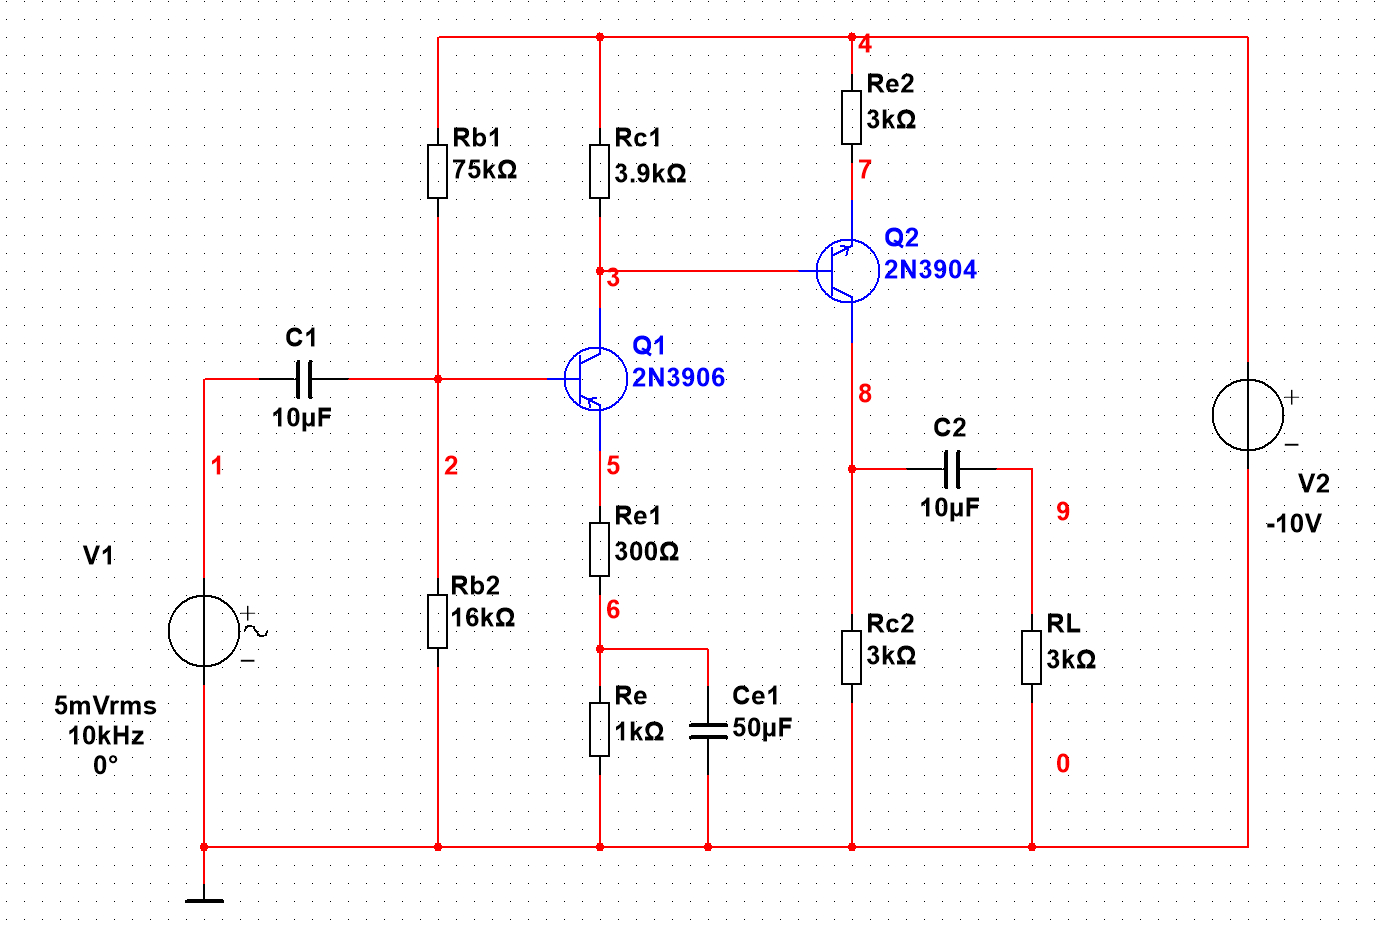 4
Re2
3kΩ
Rb1
75kΩ
Rc1
3.9kΩ
7
Q2
2N3904
3
C1
10µF
Q1
2N3906
8
+
−
C2
10µF
1
2
5
V2
-10V
9
Re1
300Ω
V1
Rb2
16kΩ
6
+
−
Rc2
3kΩ
RL
3kΩ
5mVrms
10kHz
0°
Re
1kΩ
Ce1
50µF
0